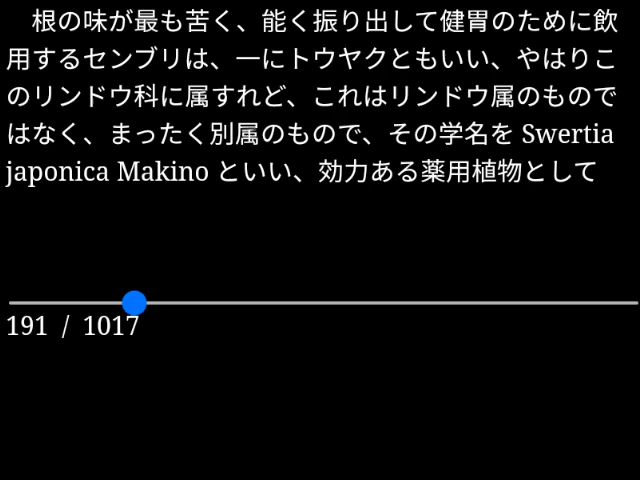 根の味が最も苦く、能く振り出して健胃のために飲
用するセンブリは、一にトウヤクともいい、やはりこ
のリンドウ科に属すれど、これはリンドウ属のもので
はなく、まったく別属のもので、その学名を Swertia
japonica Makino といい、効力ある薬用植物として
191 / 1017